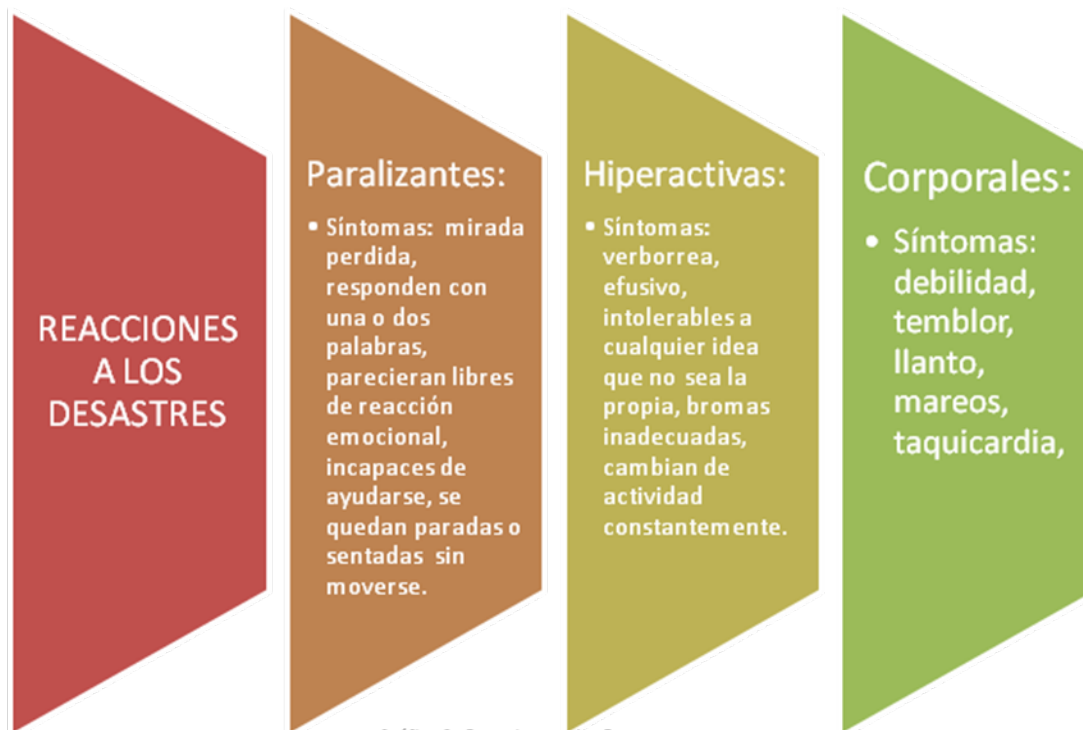 REACCIONES
A LOS
DESASTRES
Paralizantes:
• Síntomas: mirada
perdida,
responden con
una o dos
palabras,
parecieran libres
de reacción
emocional,
incapaces de
ayudarse, se
quedan paradas o
sentadas sin
moverse.
Hiperactivas:
• Síntomas:
verborrea,
efusivo,
intolerables a
cualquier idea
que no sea la
propia, bromas
inadecuadas,
cambian de
actividad
constantemente.
Corporales:
• Síntomas:
debilidad,
temblor,
llanto,
mareos,
taquicardia,